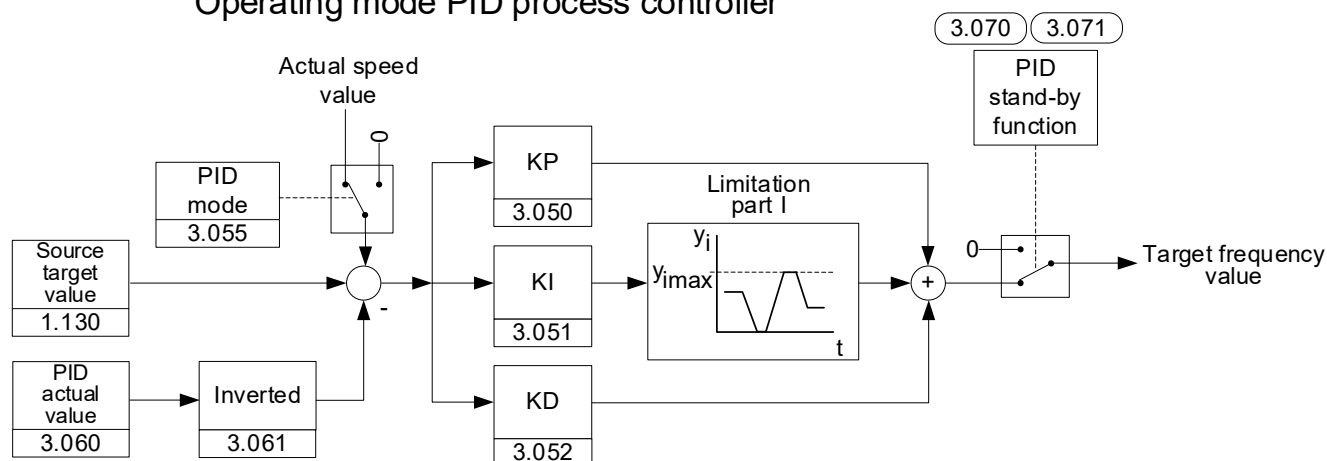 Operating mode PID process controller
3.070
3.071
PID
stand-by
function
Actual speed
value
0
PID
mode
3.055
KP
3.050
Limitation
part I
Source
target
value
1.130
KI
3.051
yi
yimax
t
+
0
Target frequency
value
-
PID
actual
value
3.060
Inverted
3.061
KD
3.052